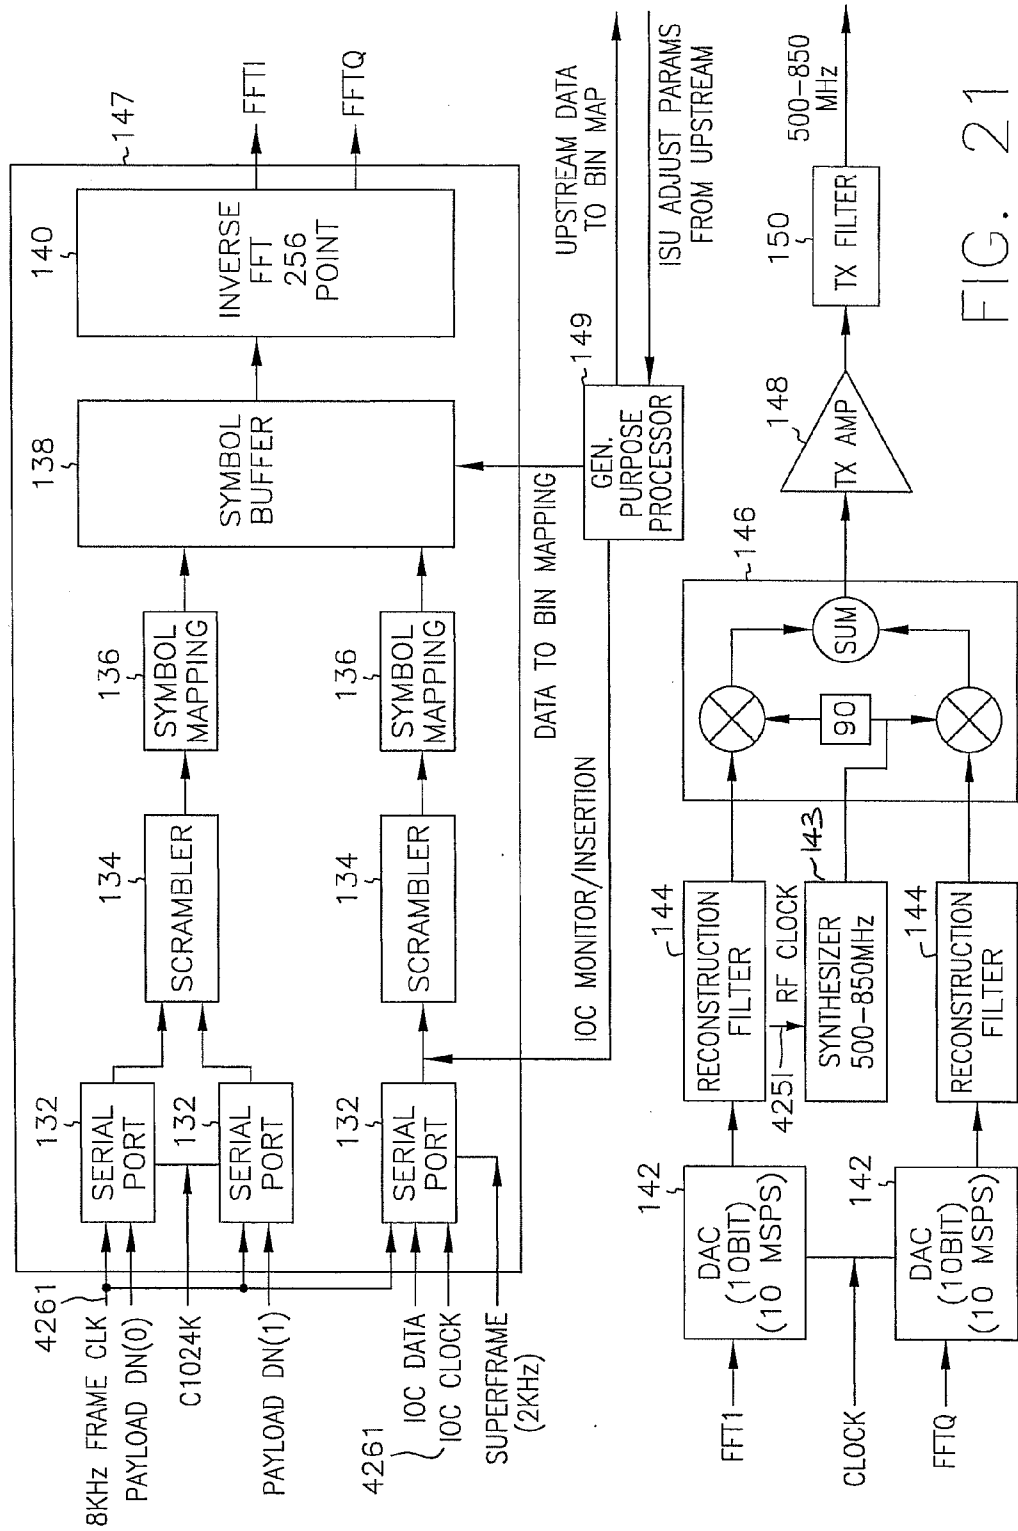 147
140
INVERSE
FFT
256
POINT
FFTI
FFTQ
138
SYMBOL
BUFFER
136
SYMBOL
MAPPING
136
SYMBOL
MAPPING
134
SCRAMBLER
134
SCRAMBLER
132
SERIAL
PORT
132
SERIAL
PORT
132
SERIAL
PORT
4261
8KHz FRAME CLK
PAYLOAD DN(0)
C1024K
PAYLOAD DN(1)
IOC DATA
4261
IOC CLOCK
SUPERFRAME
(2KHz)
DATA TO BIN MAPPING
IOC MONITOR/INSERTION
149
GEN.
PURPOSE
PROCESSOR
UPSTREAM DATA
TO BIN MAP
ISU ADJUST PARAMS
FROM UPSTREAM
FFT1
CLOCK
FFTQ
142
DAC
(10BIT)
(10 MSPS)
142
DAC
(10BIT)
(10 MSPS)
144
RECONSTRUCTION
FILTER
4251
RF CLOCK
143
SYNTHESIZER
500-850MHz
144
RECONSTRUCTION
FILTER
146
90
SUM
148
TX AMP
150
TX FILTER
500-850
MHz
FIG. 21